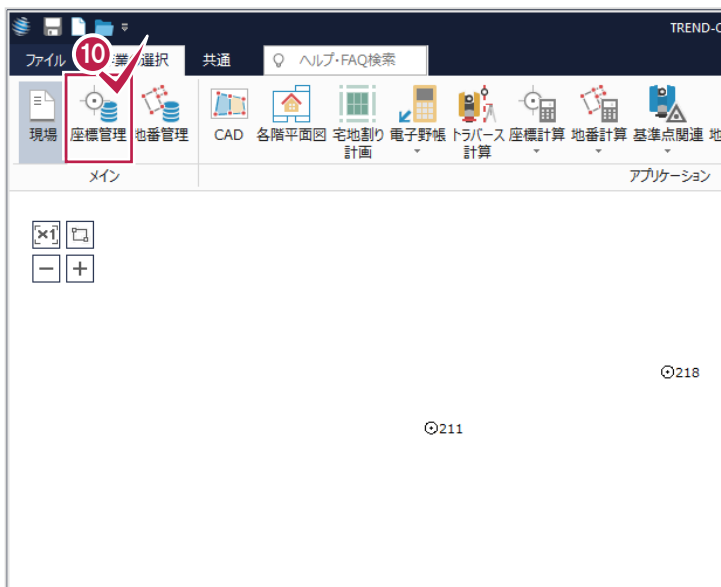 TREND-C
ファイル
業の選択
共通
ヘルプ・FAQ検索
10
現場
座標管理
地番管理
CAD
各階平面図
宅地割り
計画
電子野帳
トラバース
計算
座標計算
地番計算
基準点関連
地
メイン
アプリケーション
×1
218
211